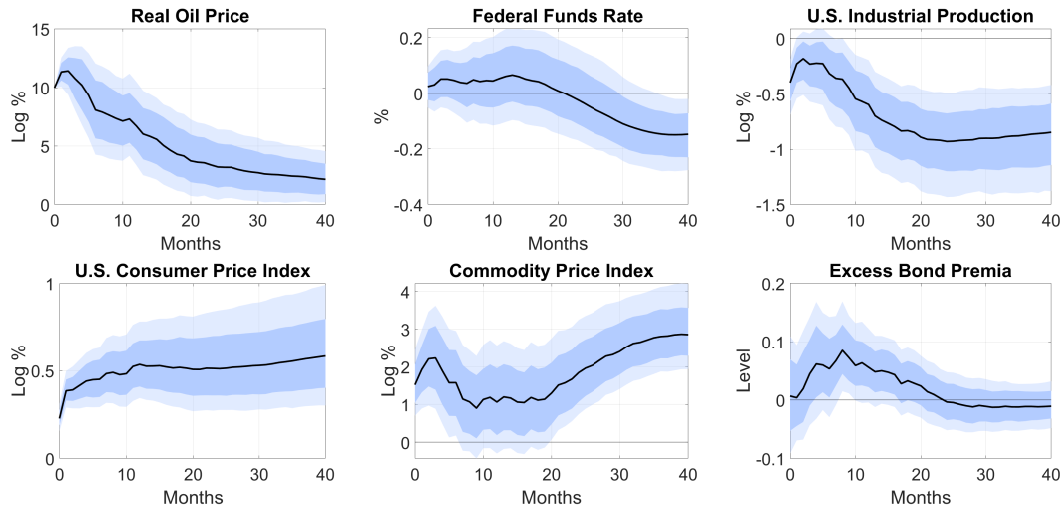 Real Oil Price
Federal Funds Rate
U.S. Industrial Production
15
10
5
0
0.2
0
-0.2
-0.4
0
-0.5
-1
-1.5
Log %
%
Log %
0 10 20 30 40
0 10 20 30 40
0 10 20 30 40
Months
Months
Months
U.S. Consumer Price Index
Commodity Price Index
Excess Bond Premia
1
0.5
0
4
3
2
1
0
0.2
0.1
0
-0.1
Log %
Log %
Level
0 10 20 30 40
0 10 20 30 40
0 10 20 30 40
Months
Months
Months